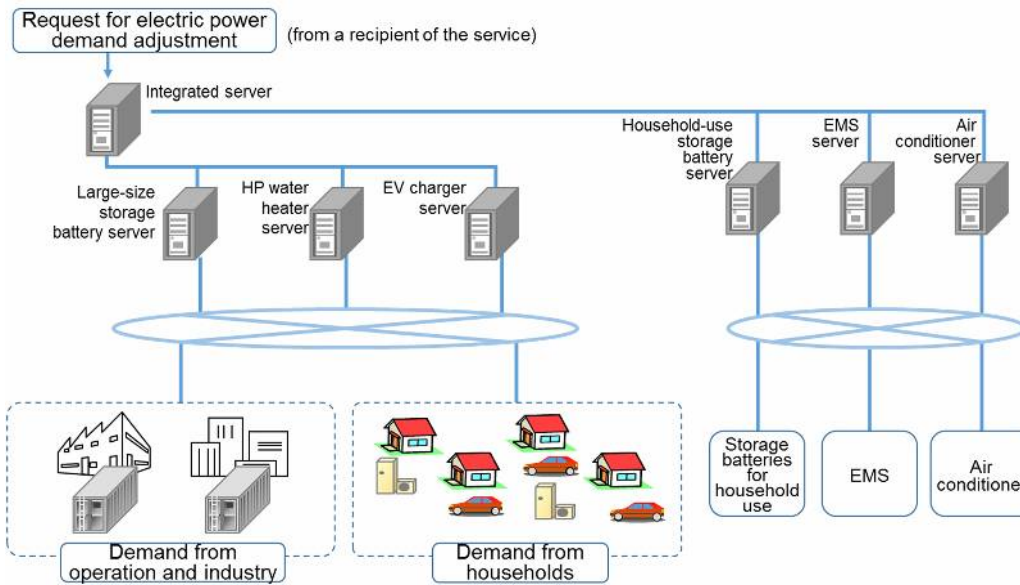 Request for electric power
demand adjustment
(from a recipient of the service)
Integrated server
Household-use
storage
battery
server
EMS
server
Air
conditioner
server
Large-size
storage
battery server
HP water
heater
server
EV charger
server
Storage
batteries
for
household
use
EMS
Air
conditioner
Demand from
operation and industry
Demand from
households